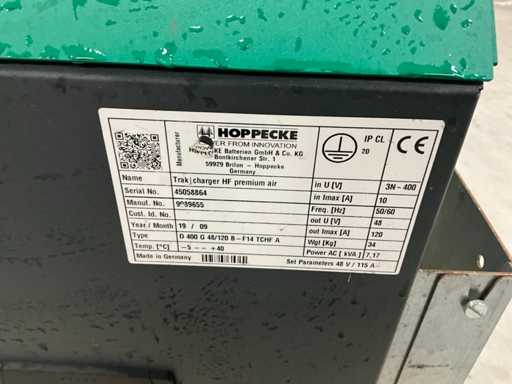 HOPPECKE
POWER FROM INNOVATION
KE Batterien GmbH & Co. KG
Bontkirchener Str. 1
59929 Brilon - Hoppecke
Germany
IP CL
20
CE
Name Trak|charger HF premium air
Serial No. 45058864
Manuf. No.
Cust. Id. No.
Year / Month 19 / 09
Type D 400 G 48/120 B-F14 TCHF A
Temp. [°C] -5 -- +40
in U [V] 3N~400
in Imax [A] 10
Freq. [Hz] 50/60
out U [V] 48
out Imax [A] 120
Wgt [Kg] 34
Power AC [ kVA ] 7,17
Made in Germany
Set Parameters 48 V / 115 A